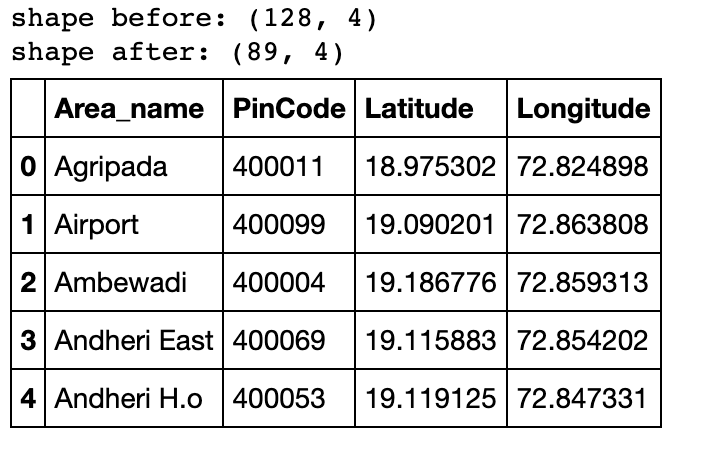 shape before: (128, 4)
shape after: (89, 4)
Area_name PinCode Latitude Longitude
0 Agripada 400011 18.975302 72.824898
1 Airport 400099 19.090201 72.863808
2 Ambewadi 400004 19.186776 72.859313
3 Andheri East 400069 19.115883 72.854202
4 Andheri H.o 400053 19.119125 72.847331